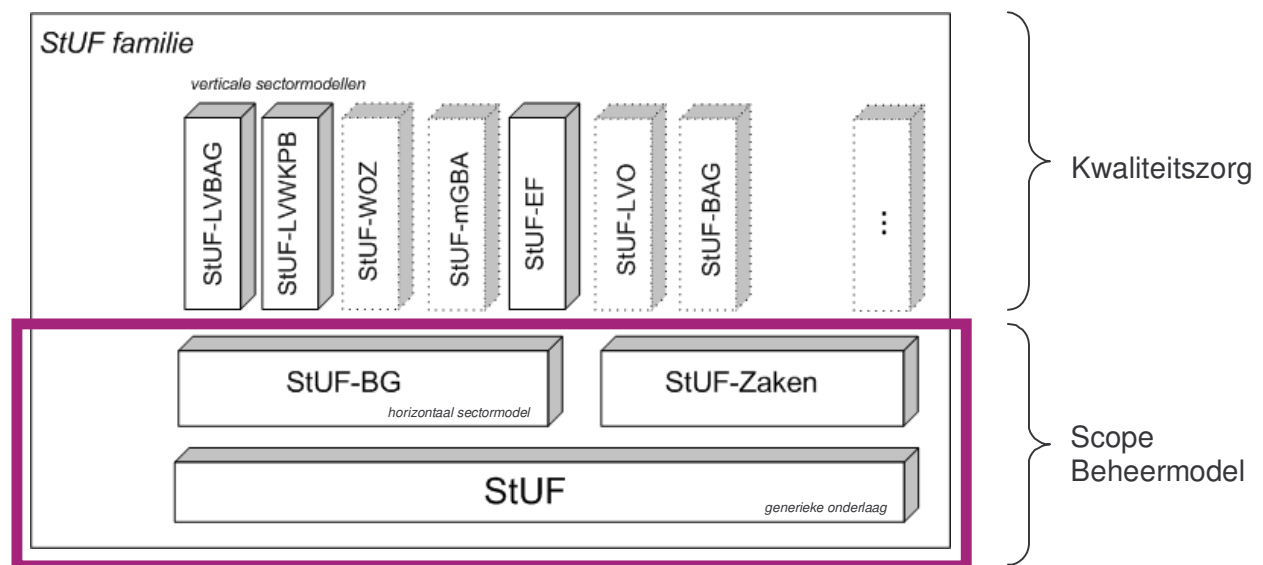 StUF familie
verticale sectormodellen
StUF-LVBAG
StUF-LVWKPB
StUF-WOZ
StUF-mGBA
StUF-EF
StUF-LVO
StUF-BAG
...
Kwaliteitszorg
StUF-BG
horizontaal sectormodel
StUF-Zaken
StUF
generieke onderlaag
Scope
Beheermodel